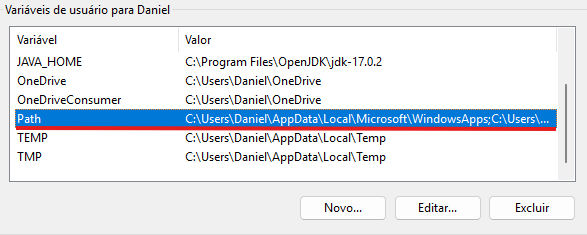 Variáveis de usuário para Daniel
Variável Valor
JAVA_HOME C:\Program Files\OpenJDK\jdk-17.0.2
OneDrive C:\Users\Daniel\OneDrive
OneDriveConsumer C:\Users\Daniel\OneDrive
Path C:\Users\Daniel\AppData\Local\Microsoft\WindowsApps;C:\Users\...
TEMP C:\Users\Daniel\AppData\Local\Temp
TMP C:\Users\Daniel\AppData\Local\Temp
Novo... Editar... Excluir